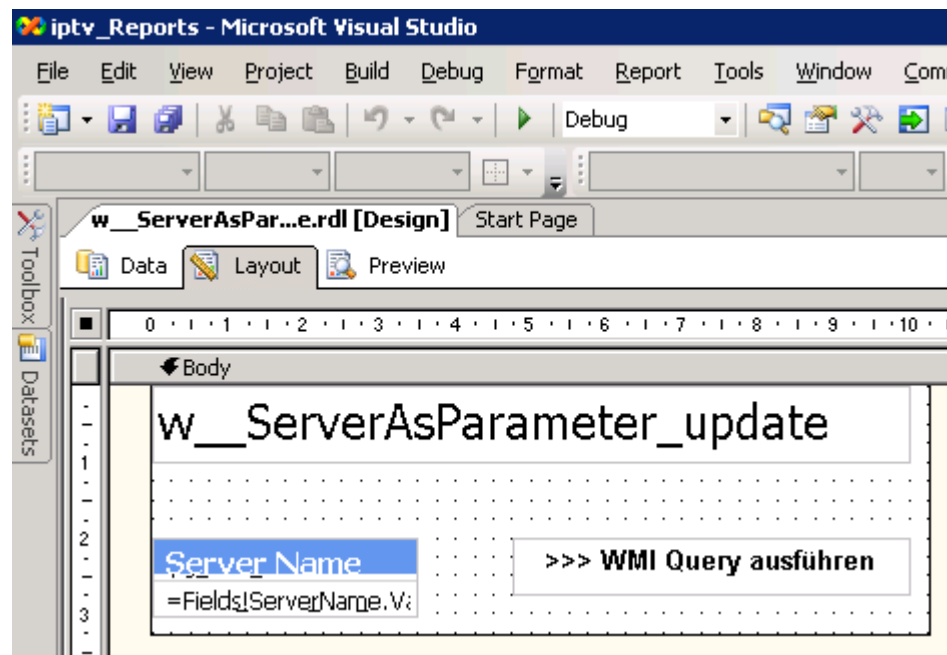 iptv_Reports - Microsoft Visual Studio
File Edit View Project Build Debug Format Report Tools Window
Debug
w__ServerAsPar...e.rdl [Design] Start Page
Data Layout Preview
Toolbox
Datasets
0 1 2 3 4 5 6 7 8 9 10
Body
w__ServerAsParameter_update
1
2
Server Name >>> WMI Query ausführen
=Fields!ServerName.Va
3